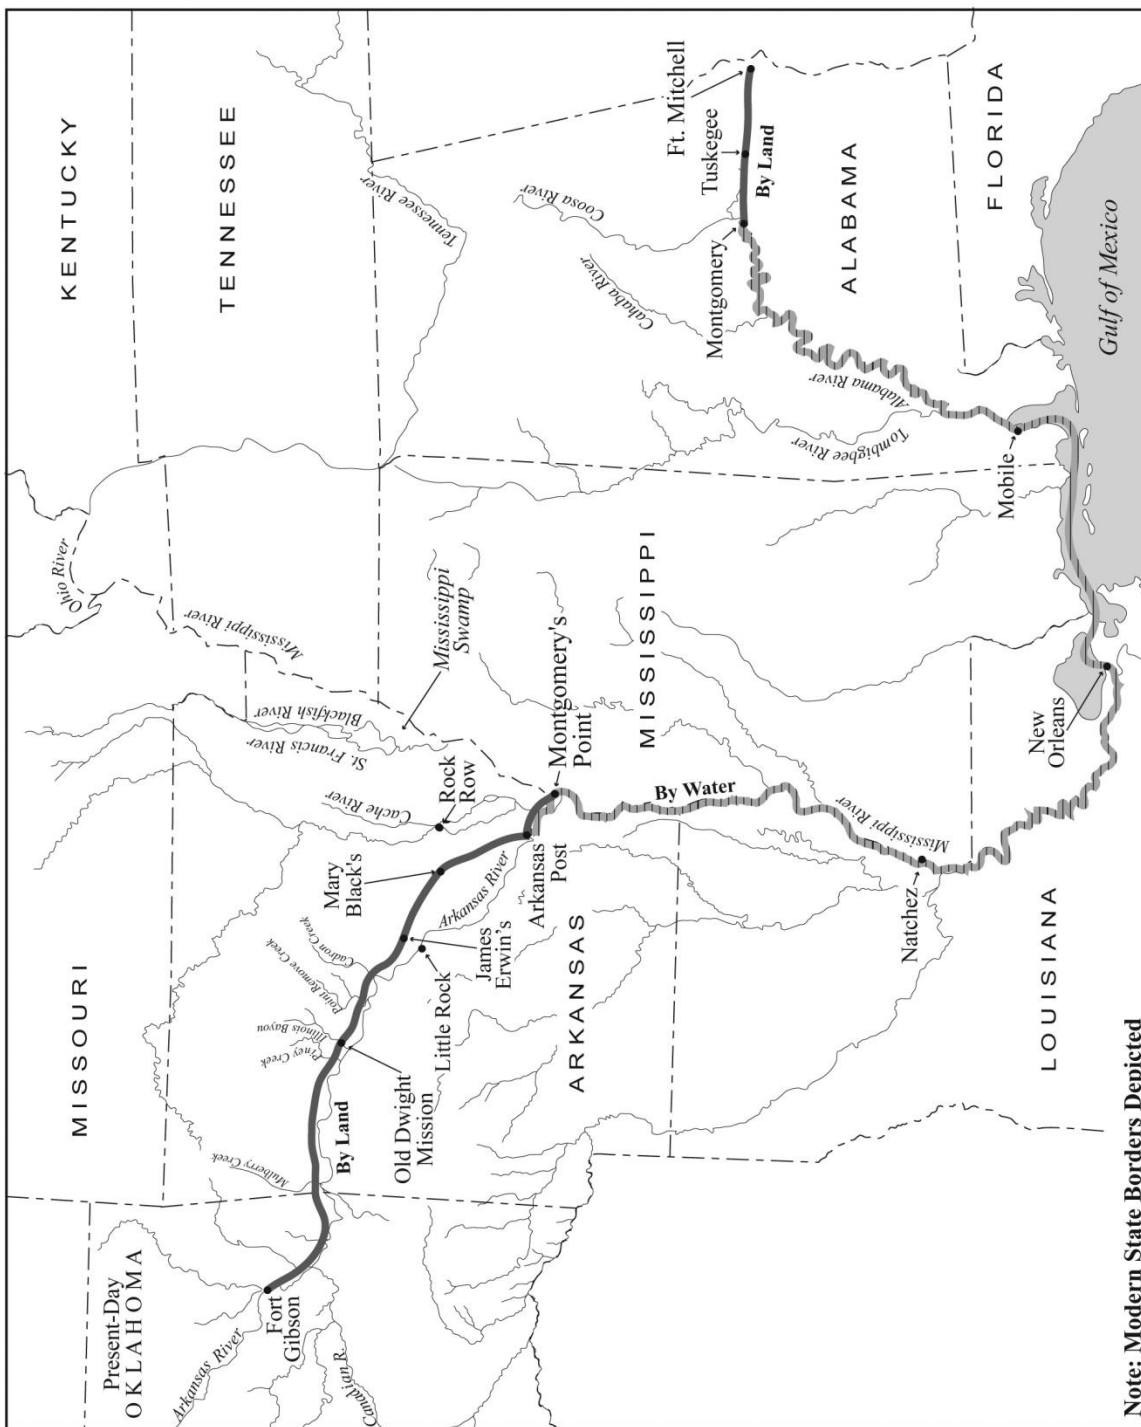 KENTUCKY
TENNESSEE
Tennessee River
Ohio River
Mississippi River
Mississippi
Swamp
Blackfish River
St. Francis River
Cache River
Rock
Row
Montgomery's
Point
MISSISSIPPI
MISSOURI
Mary
Black's
Arkansas River
Arkansas
Post
Cadron Creek
Point Remove Creek
Illinois Bayou
Piney Creek
James
Erwin's
Little Rock
Old Dwight
Mission
ARKANSAS
Mulberry Creek
By Land
Present-Day
OKLAHOMA
Arkansas River
Fort
Gibson
Canadian R.
By Water
Mississippi River
Natchez
LOUISIANA
New
Orleans
Mobile
Tombigbee River
Alabama River
Cahaba River
Coosa River
Montgomery
Tuskegee
Ft. Mitchell
By Land
ALABAMA
FLORIDA
Gulf of Mexico
Note: Modern State Borders Depicted